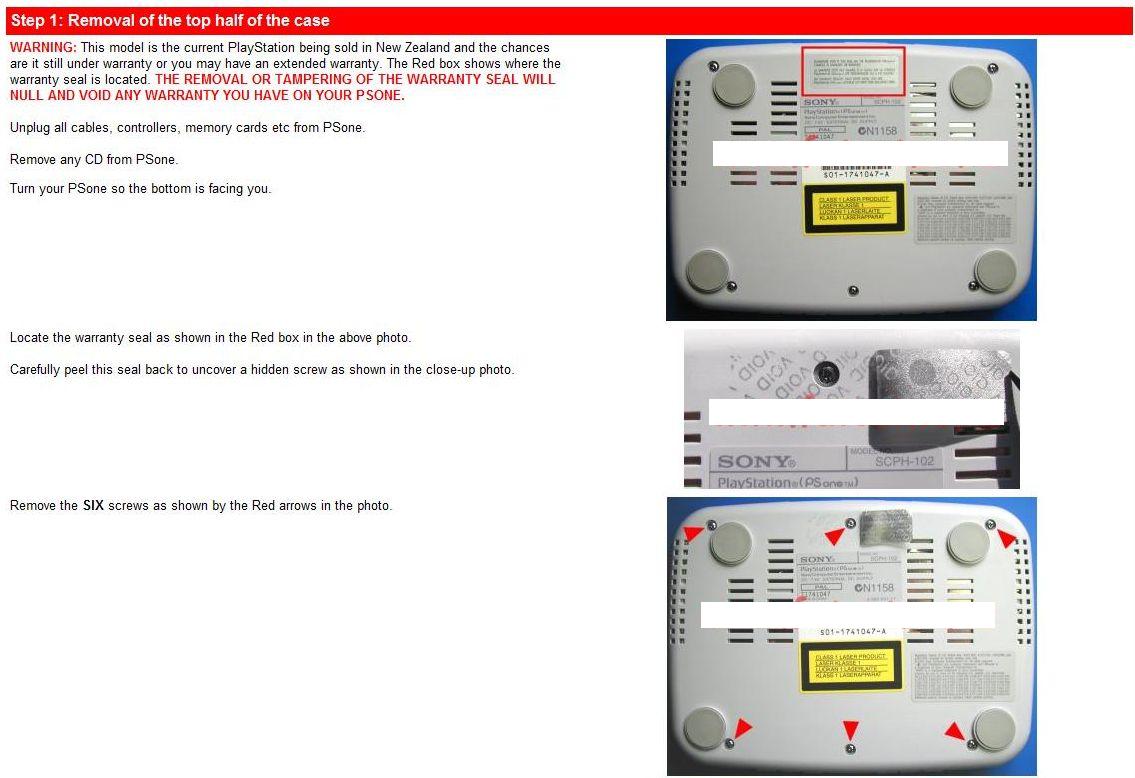 Step 1: Removal of the top half of the case
WARNING: This model is the current PlayStation being sold in New Zealand and the chances
are it still under warranty or you may have an extended warranty. The Red box shows where the
warranty seal is located. THE REMOVAL OR TAMPERING OF THE WARRANTY SEAL WILL
NULL AND VOID ANY WARRANTY YOU HAVE ON YOUR PSONE.
Unplug all cables, controllers, memory cards etc from PSone.
Remove any CD from PSone.
Turn your PSone so the bottom is facing you.
SONY® SCPH-102
PlayStation®(PSone™)
PAL N1158
S01-1741047-A
CLASS 1 LASER PRODUCT
LASER KLASSE 1
LUOKAN 1 LASERLAITE
KLASS 1 LASERAPPARAT
Locate the warranty seal as shown in the Red box in the above photo.
Carefully peel this seal back to uncover a hidden screw as shown in the close-up photo.
VOID VOID VOID
SONY® MODEL NO. SCPH-102
PlayStation®(PSone™)
Remove the SIX screws as shown by the Red arrows in the photo.
SONY® SCPH-102
PlayStation®(PSone™)
PAL N1158
S01-1741047-A
CLASS 1 LASER PRODUCT
LASER KLASSE 1
LUOKAN 1 LASERLAITE
KLASS 1 LASERAPPARAT